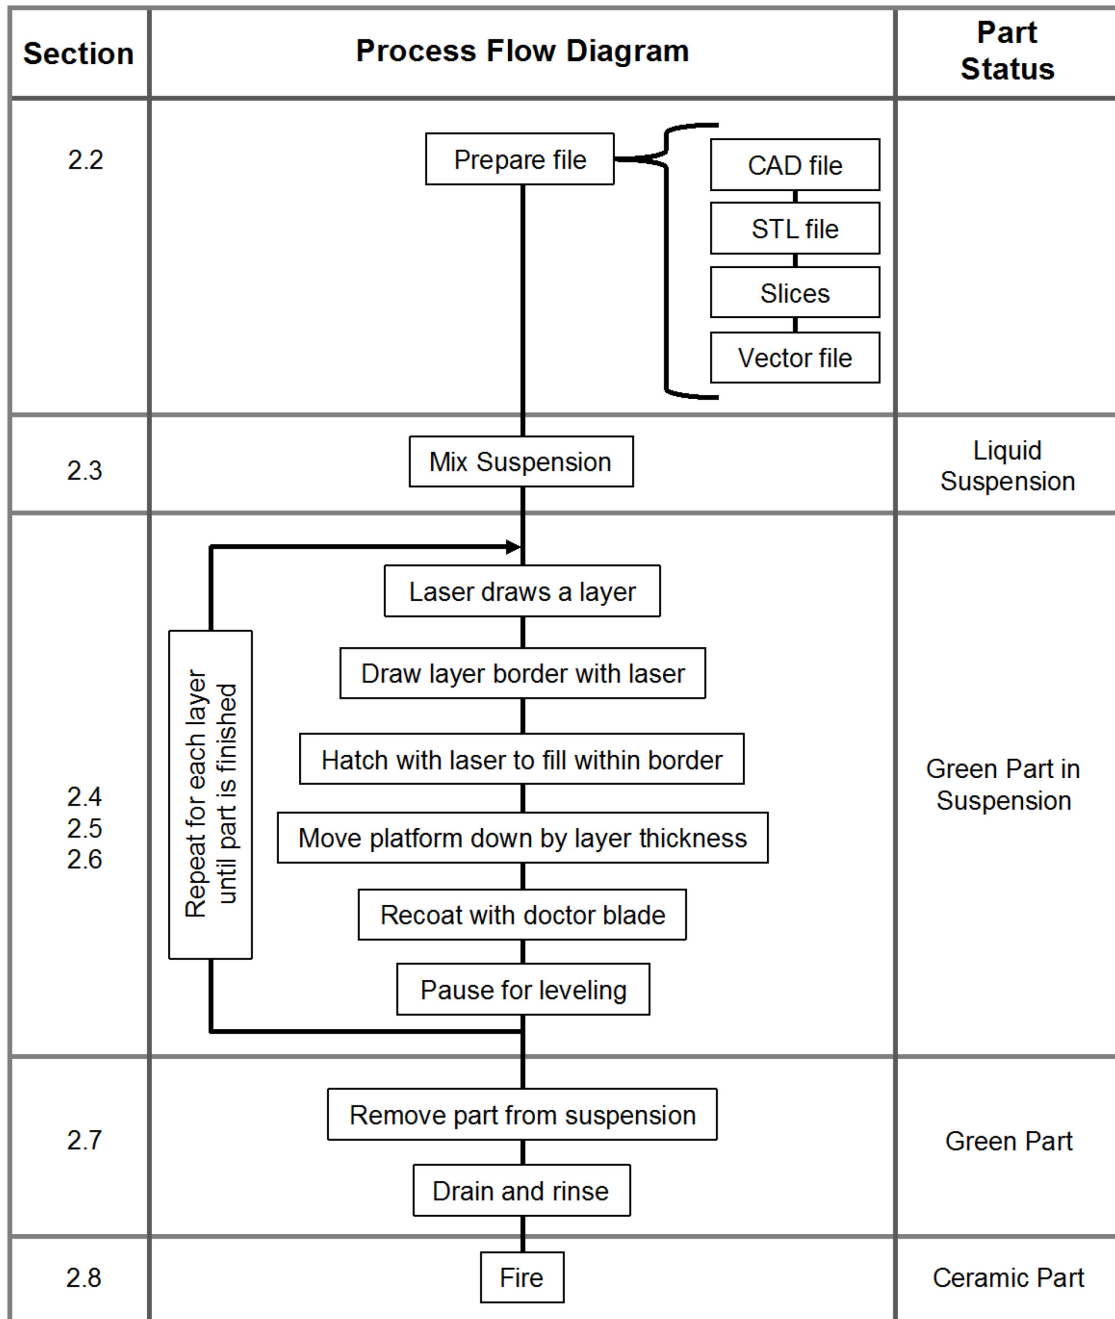 Section
Process Flow Diagram
Part
Status
2.2
Prepare file
CAD file
STL file
Slices
Vector file
2.3
Mix Suspension
Liquid
Suspension
2.4
2.5
2.6
Repeat for each layer
until part is finished
Laser draws a layer
Draw layer border with laser
Hatch with laser to fill within border
Move platform down by layer thickness
Recoat with doctor blade
Pause for leveling
Green Part in
Suspension
2.7
Remove part from suspension
Drain and rinse
Green Part
2.8
Fire
Ceramic Part